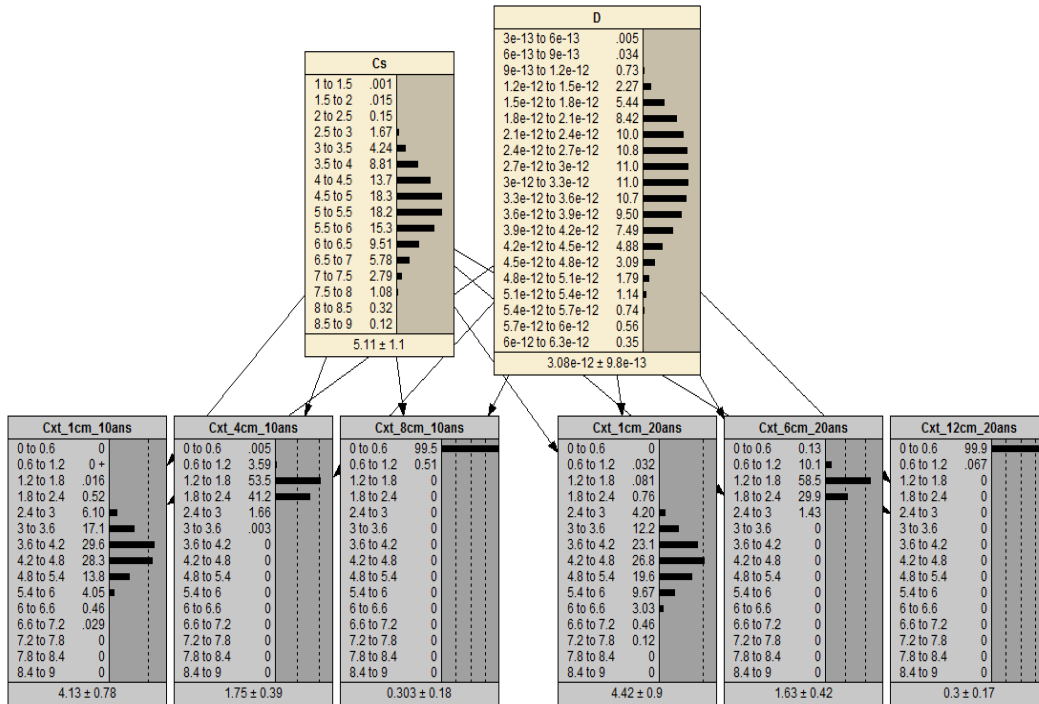 Cs
1 to 1.5 .001
1.5 to 2 .015
2 to 2.5 0.15
2.5 to 3 1.67
3 to 3.5 4.24
3.5 to 4 8.81
4 to 4.5 13.7
4.5 to 5 18.3
5 to 5.5 18.2
5.5 to 6 15.3
6 to 6.5 9.51
6.5 to 7 5.78
7 to 7.5 2.79
7.5 to 8 1.08
8 to 8.5 0.32
8.5 to 9 0.12
5.11 ± 1.1
D
3e-13 to 6e-13 .005
6e-13 to 9e-13 .034
9e-13 to 1.2e-12 0.73
1.2e-12 to 1.5e-12 2.27
1.5e-12 to 1.8e-12 5.44
1.8e-12 to 2.1e-12 8.42
2.1e-12 to 2.4e-12 10.0
2.4e-12 to 2.7e-12 10.8
2.7e-12 to 3e-12 11.0
3e-12 to 3.3e-12 11.0
3.3e-12 to 3.6e-12 10.7
3.6e-12 to 3.9e-12 9.50
3.9e-12 to 4.2e-12 7.49
4.2e-12 to 4.5e-12 4.88
4.5e-12 to 4.8e-12 3.09
4.8e-12 to 5.1e-12 1.79
5.1e-12 to 5.4e-12 1.14
5.4e-12 to 5.7e-12 0.74
5.7e-12 to 6e-12 0.56
6e-12 to 6.3e-12 0.35
3.08e-12 ± 9.8e-13
Cxt_1cm_10ans
0 to 0.6 0
0.6 to 1.2 0 +
1.2 to 1.8 .016
1.8 to 2.4 0.52
2.4 to 3 6.10
3 to 3.6 17.1
3.6 to 4.2 29.6
4.2 to 4.8 28.3
4.8 to 5.4 13.8
5.4 to 6 4.05
6 to 6.6 0.46
6.6 to 7.2 .029
7.2 to 7.8 0
7.8 to 8.4 0
8.4 to 9 0
4.13 ± 0.78
Cxt_4cm_10ans
0 to 0.6 .005
0.6 to 1.2 3.59
1.2 to 1.8 53.5
1.8 to 2.4 41.2
2.4 to 3 1.66
3 to 3.6 .003
3.6 to 4.2 0
4.2 to 4.8 0
4.8 to 5.4 0
5.4 to 6 0
6 to 6.6 0
6.6 to 7.2 0
7.2 to 7.8 0
7.8 to 8.4 0
8.4 to 9 0
1.75 ± 0.39
Cxt_8cm_10ans
0 to 0.6 99.5
0.6 to 1.2 0.51
1.2 to 1.8 0
1.8 to 2.4 0
2.4 to 3 0
3 to 3.6 0
3.6 to 4.2 0
4.2 to 4.8 0
4.8 to 5.4 0
5.4 to 6 0
6 to 6.6 0
6.6 to 7.2 0
7.2 to 7.8 0
7.8 to 8.4 0
8.4 to 9 0
0.303 ± 0.18
Cxt_1cm_20ans
0 to 0.6 0
0.6 to 1.2 .032
1.2 to 1.8 .081
1.8 to 2.4 0.76
2.4 to 3 4.20
3 to 3.6 12.2
3.6 to 4.2 23.1
4.2 to 4.8 26.8
4.8 to 5.4 19.6
5.4 to 6 9.67
6 to 6.6 3.03
6.6 to 7.2 0.46
7.2 to 7.8 0.12
7.8 to 8.4 0
8.4 to 9 0
4.42 ± 0.9
Cxt_6cm_20ans
0 to 0.6 0.13
0.6 to 1.2 10.1
1.2 to 1.8 58.5
1.8 to 2.4 29.9
2.4 to 3 1.43
3 to 3.6 0
3.6 to 4.2 0
4.2 to 4.8 0
4.8 to 5.4 0
5.4 to 6 0
6 to 6.6 0
6.6 to 7.2 0
7.2 to 7.8 0
7.8 to 8.4 0
8.4 to 9 0
1.63 ± 0.42
Cxt_12cm_20ans
0 to 0.6 99.9
0.6 to 1.2 .067
1.2 to 1.8 0
1.8 to 2.4 0
2.4 to 3 0
3 to 3.6 0
3.6 to 4.2 0
4.2 to 4.8 0
4.8 to 5.4 0
5.4 to 6 0
6 to 6.6 0
6.6 to 7.2 0
7.2 to 7.8 0
7.8 to 8.4 0
8.4 to 9 0
0.3 ± 0.17